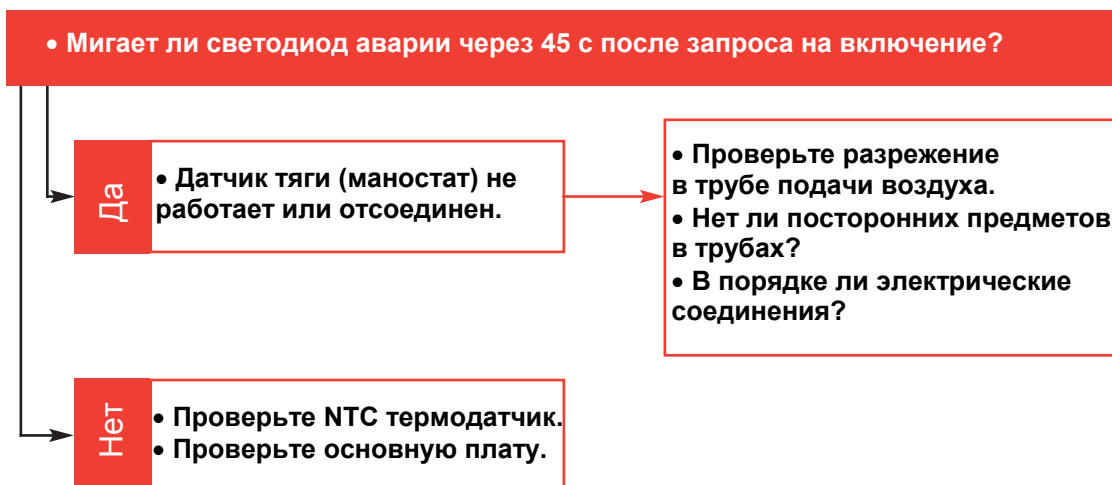 • Мигает ли светодиод аварии через 45 с после запроса на включение?
Да
• Датчик тяги (маностат) не
работает или отсоединен.
• Проверьте разрежение
в трубе подачи воздуха.
• Нет ли посторонних предметов
в трубах?
• В порядке ли электрические
соединения?
Нет
• Проверьте NTC термодатчик.
• Проверьте основную плату.